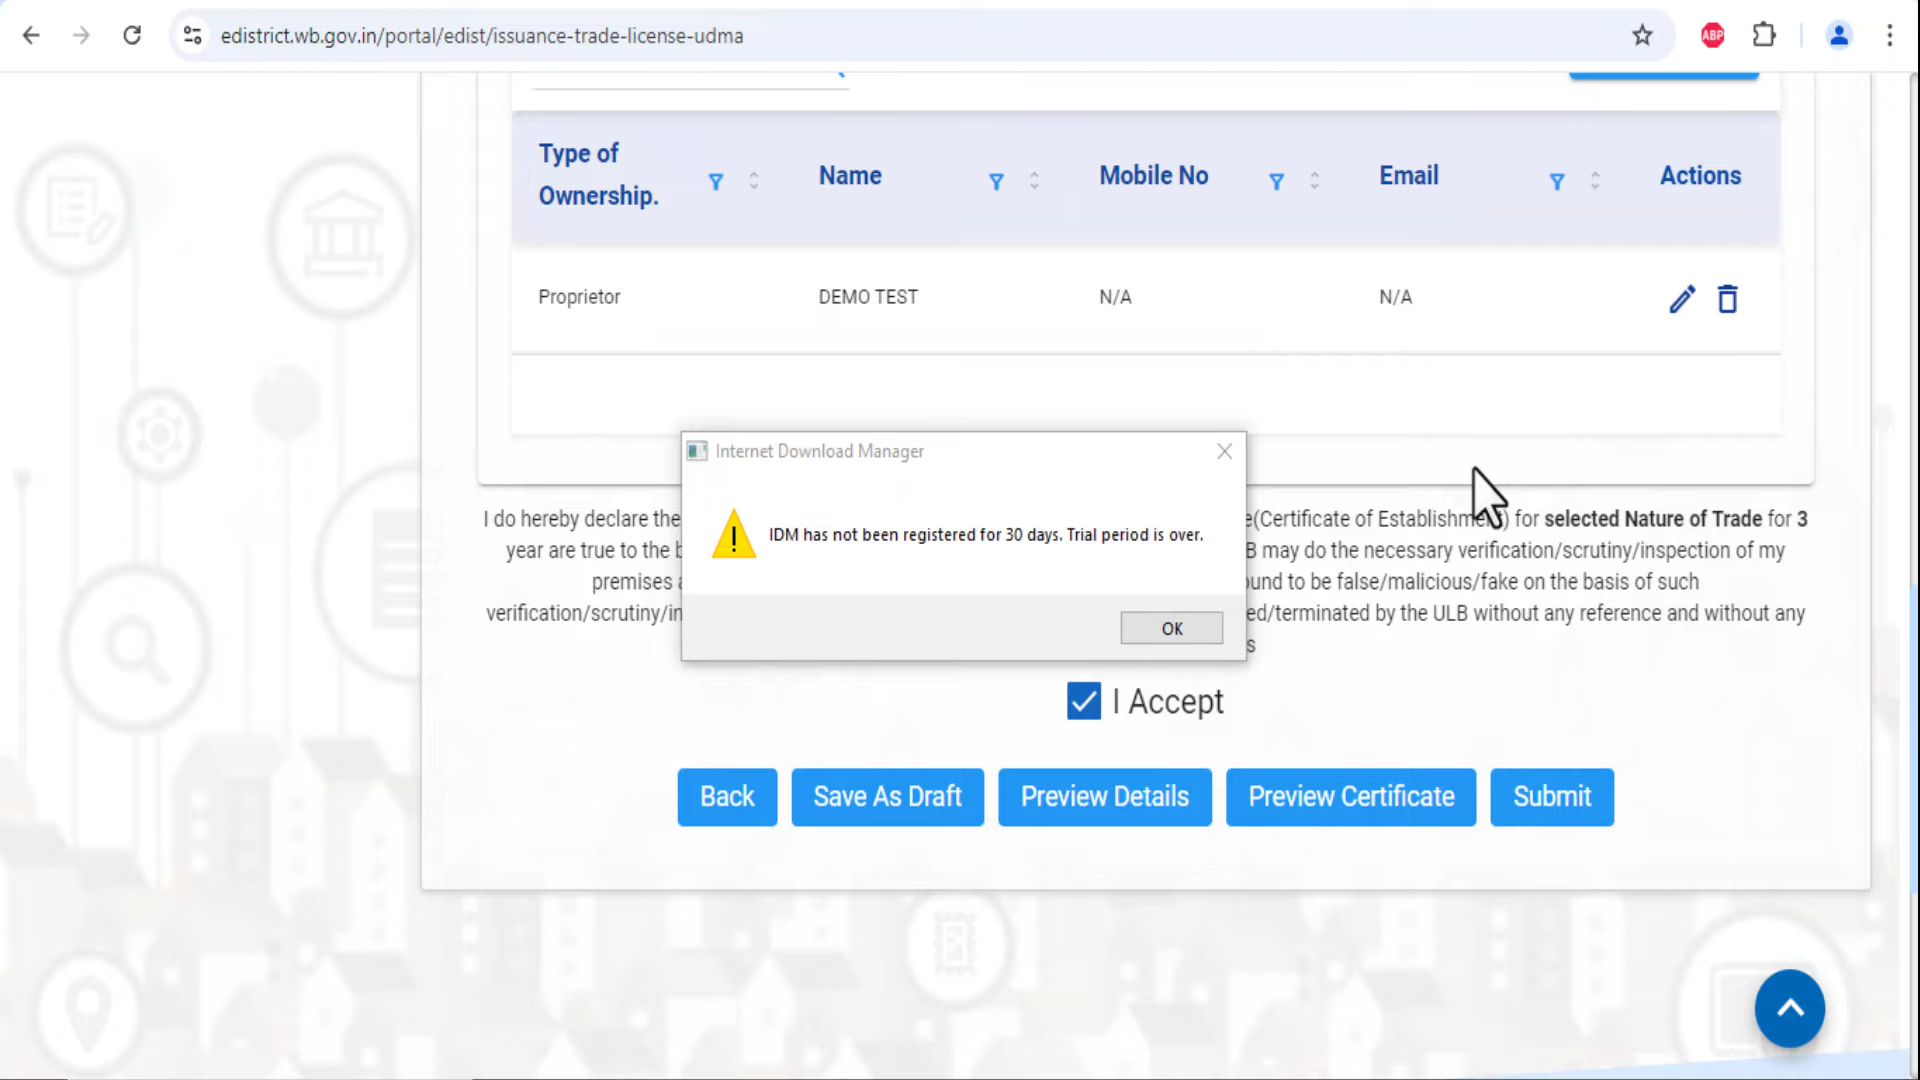 edistrict.wb.gov.in/portal/edist/issuance-trade-license-udma
ABP
Type of
Ownership.
Name
Mobile No
Email
Actions
Proprietor
DEMO TEST
N/A
N/A
Internet Download Manager
IDM has not been registered for 30 days. Trial period is over.
OK
I do hereby declare the e(Certificate of Establishment) for selected Nature of Trade for 3
year are true to the b B may do the necessary verification/scrutiny/inspection of my
premises und to be false/malicious/fake on the basis of such
verification/scrutiny/in ed/terminated by the ULB without any reference and without any
s
I Accept
Back
Save As Draft
Preview Details
Preview Certificate
Submit